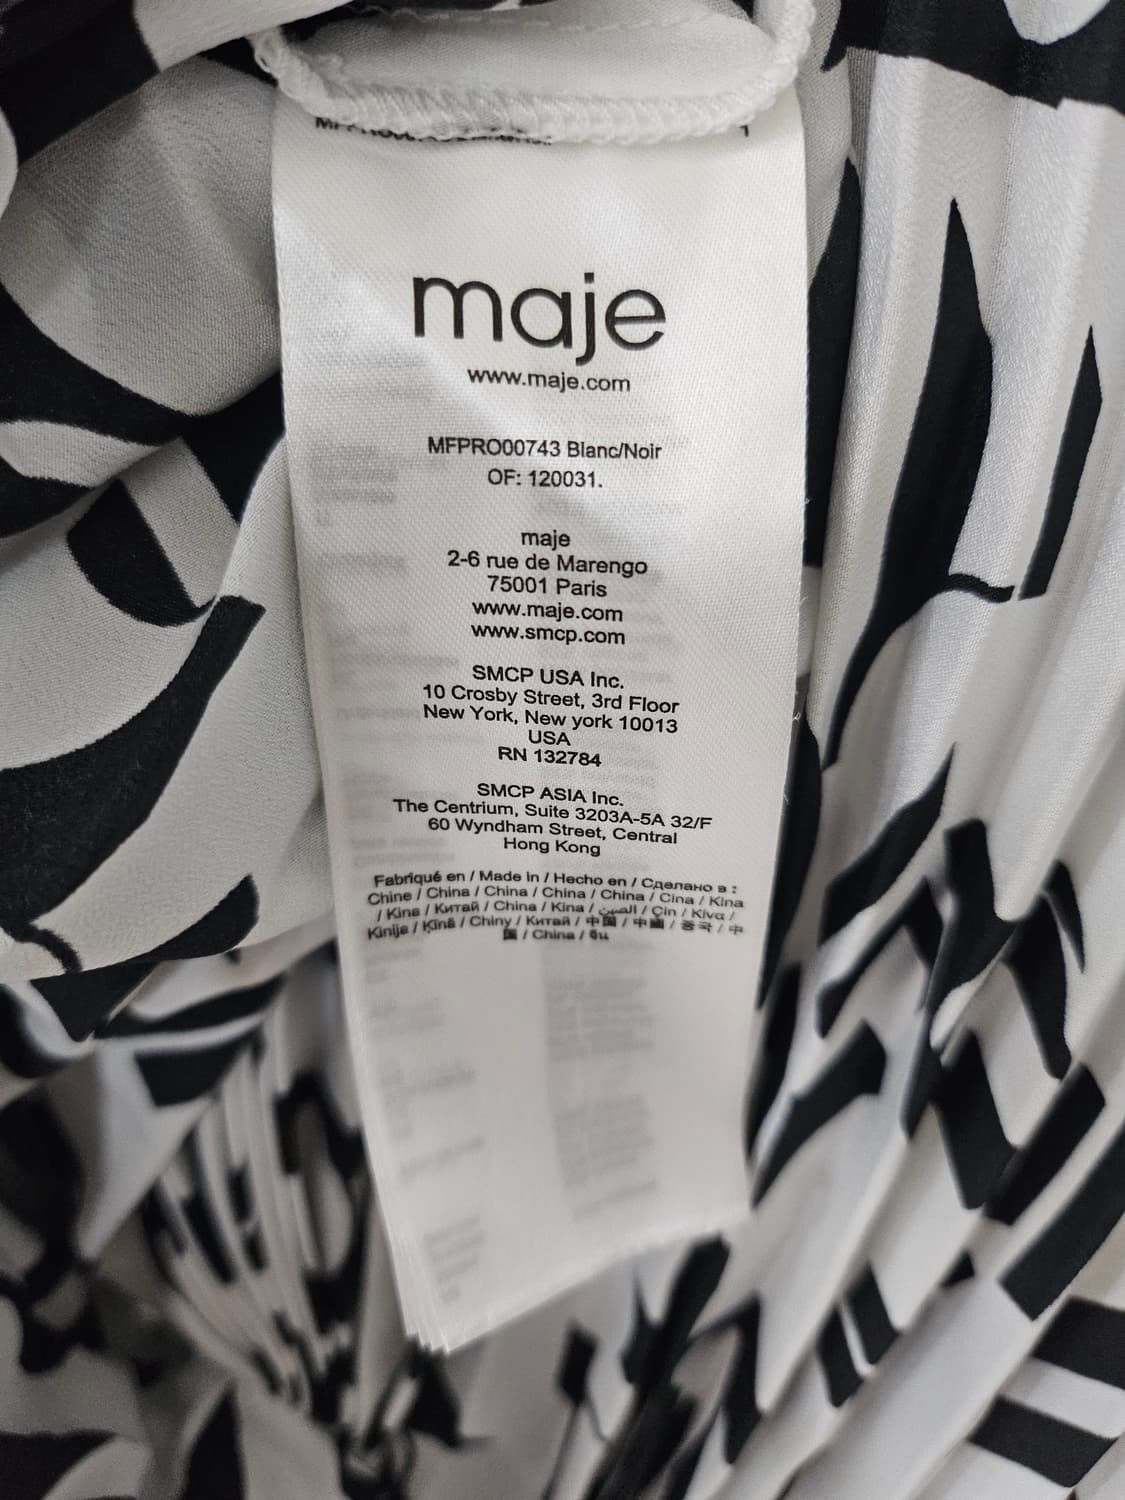 1
maje
www.maje.com
MFPRO00743 Blanc/Noir
OF: 120031.
maje
2-6 rue de Marengo
75001 Paris
www.maje.com
www.smcp.com
SMCP USA Inc.
10 Crosby Street, 3rd Floor
New York, New york 10013
USA
RN 132784
SMCP ASIA Inc.
The Centrium, Suite 3203A-5A 32/F
60 Wyndham Street, Central
Hong Kong
Fabriqué en / Made in / Hecho en / Сделано в :
Chine / China / China / China / China / Cina / Kina
/ Kina / Китай / China / Kina / الصين / Çin / Kίνα /
Kinija / Ķīnā / Chiny / Китай / 中国 / 中國 / 중국 / 中
国 / China / จีน